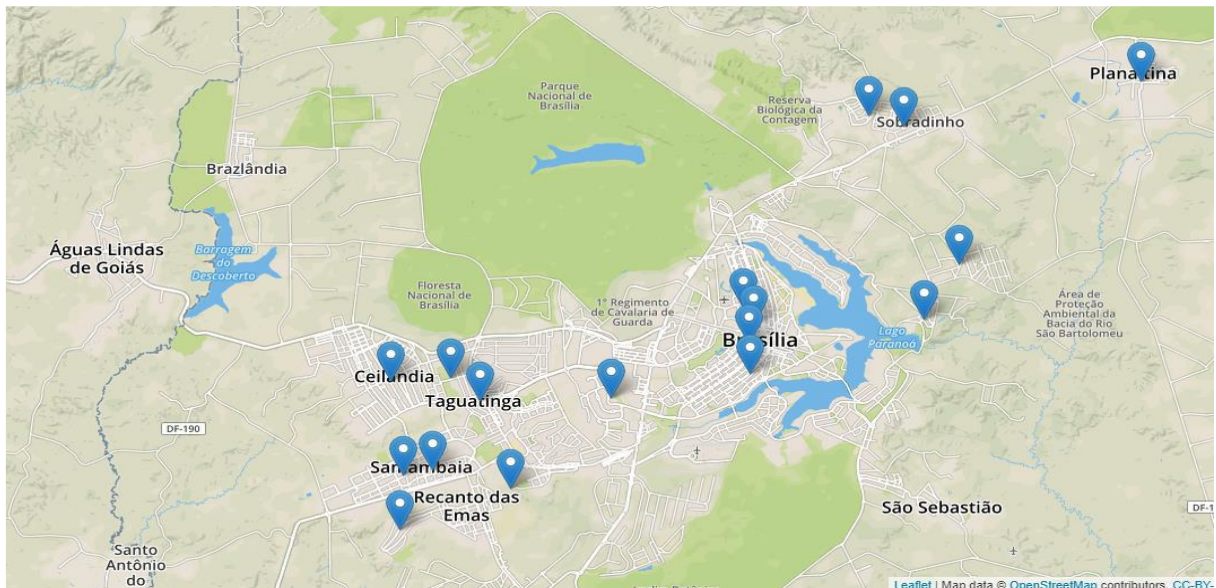 Planaltina
Parque
Nacional de
Brasília
Reserva
Biológica da
Contagem
Sobradinho
Brazlândia
Águas Lindas
de Goiás
Barragem
do
Descoberto
Floresta
Nacional de
Brasília
1º Regimento
de Cavalaria de
Guarda
Área de
Proteção
Ambiental da
Bacia do Rio
São Bartolomeu
Brasília
Lago
Paranoá
Ceilândia
Taguatinga
DF-190
Samambaia
Recanto das
Emas
São Sebastião
DF-1
Santo
Antônio
do
Leaflet | Map data © OpenStreetMap contributors, CC-BY-